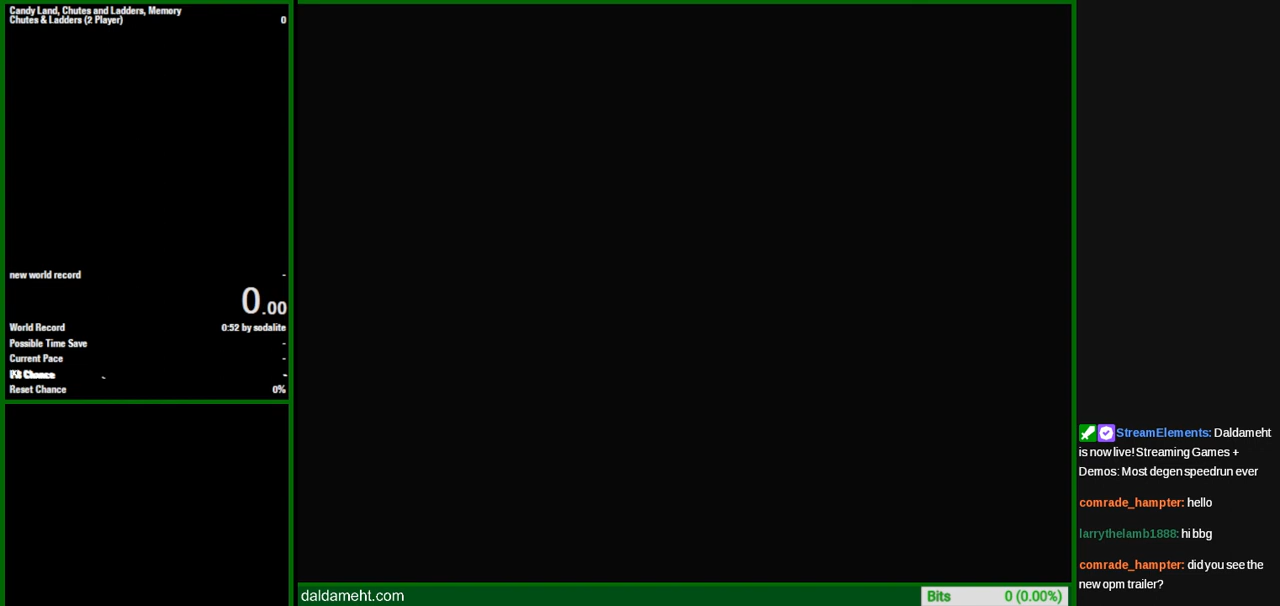 Candy Land, Chutes and Ladders, Memory
Chutes & Ladders (2 Player) 0
new world record -
0.00
World Record 0:52 by sodalite
Possible Time Save -
Current Pace -
Chance -
Reset Chance 0%
StreamElements: Daldameht
is now live! Streaming Games +
Demos: Most degen speedrun ever
comrade_hampter: hello
larrythelamb1888: hi bbg
comrade_hampter: did you see the
new opm trailer?
daldameht.com
Bits 0 (0.00%)